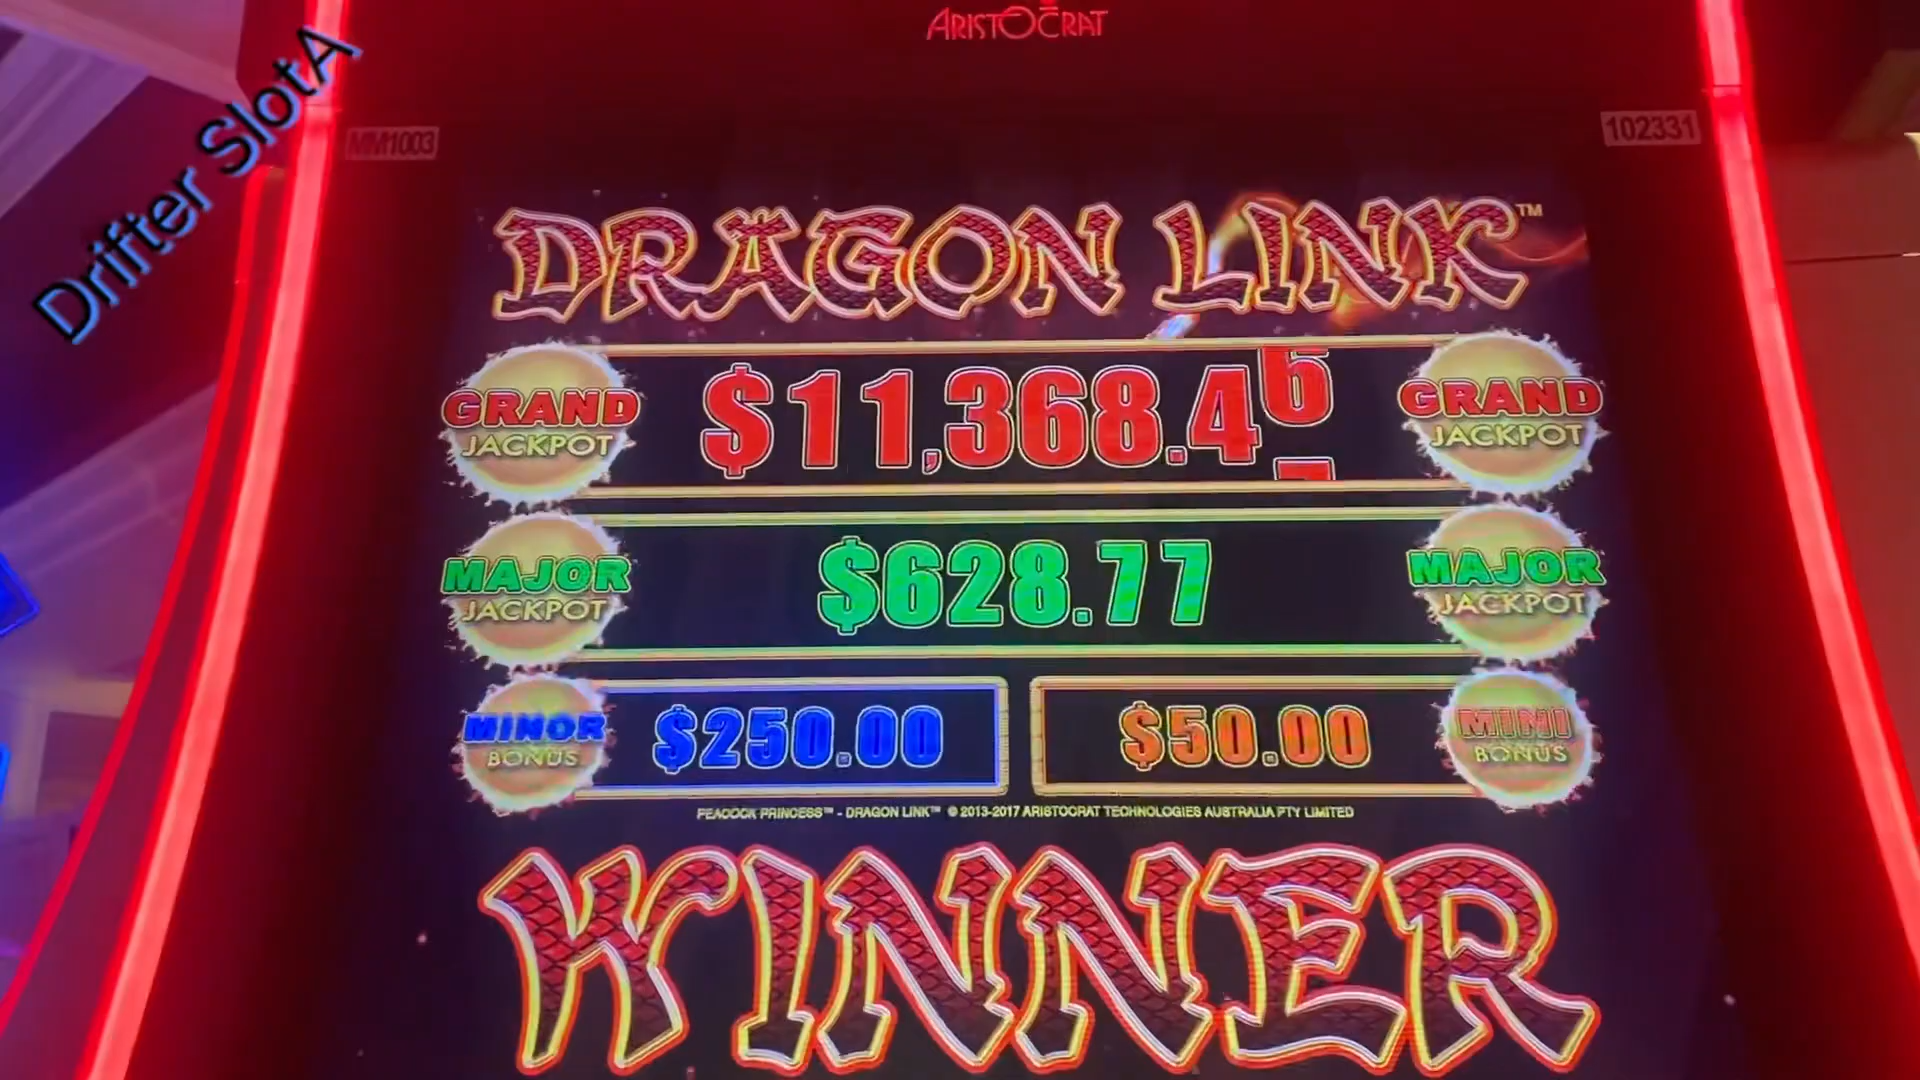 ARISTOCRAT
Drifter SlotA
MM1003
102331
DRAGON LINK™
GRAND JACKPOT
$11,368.46
GRAND JACKPOT
MAJOR JACKPOT
$628.77
MAJOR JACKPOT
MINOR BONUS
$250.00
$50.00
MINI BONUS
PEACOCK PRINCESS™ - DRAGON LINK™ © 2013-2017 ARISTOCRAT TECHNOLOGIES AUSTRALIA PTY LIMITED
WINNER